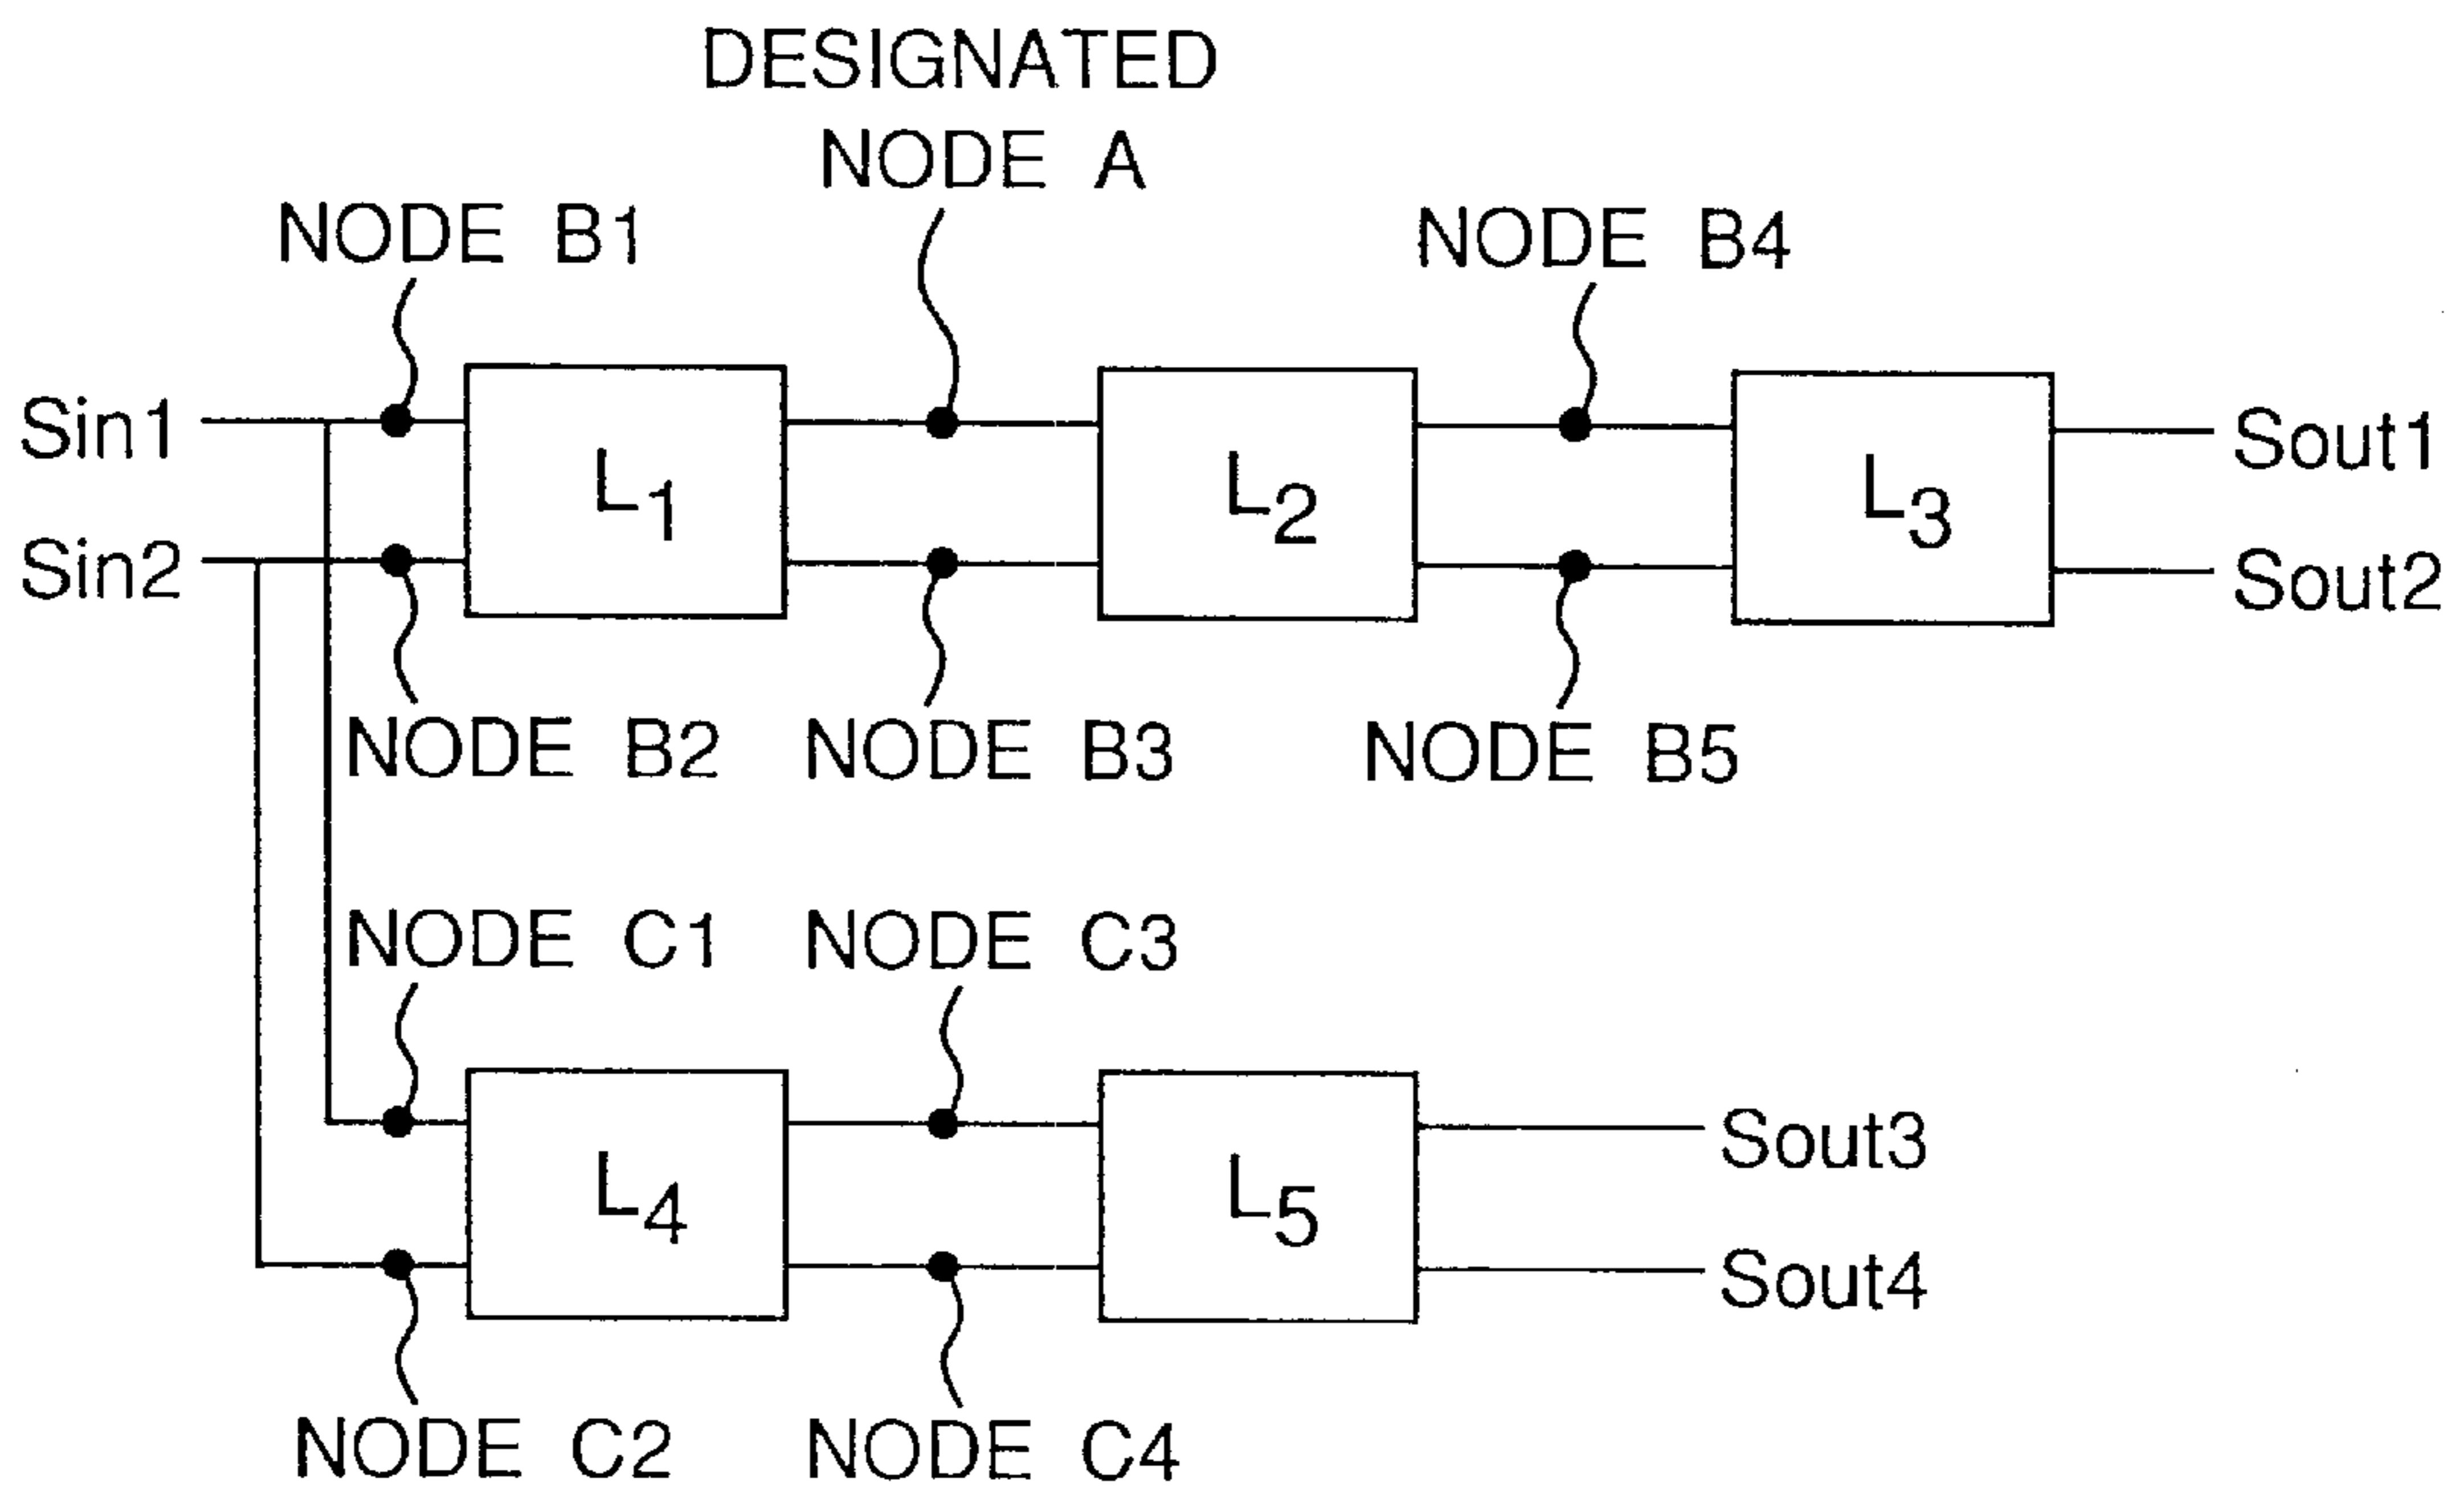 DESIGNATED
NODE A
NODE B1
NODE B4
Sin1
L1
L2
L3
Sout1
Sin2
Sout2
NODE B2
NODE B3
NODE B5
NODE C1
NODE C3
L4
L5
Sout3
Sout4
NODE C2
NODE C4